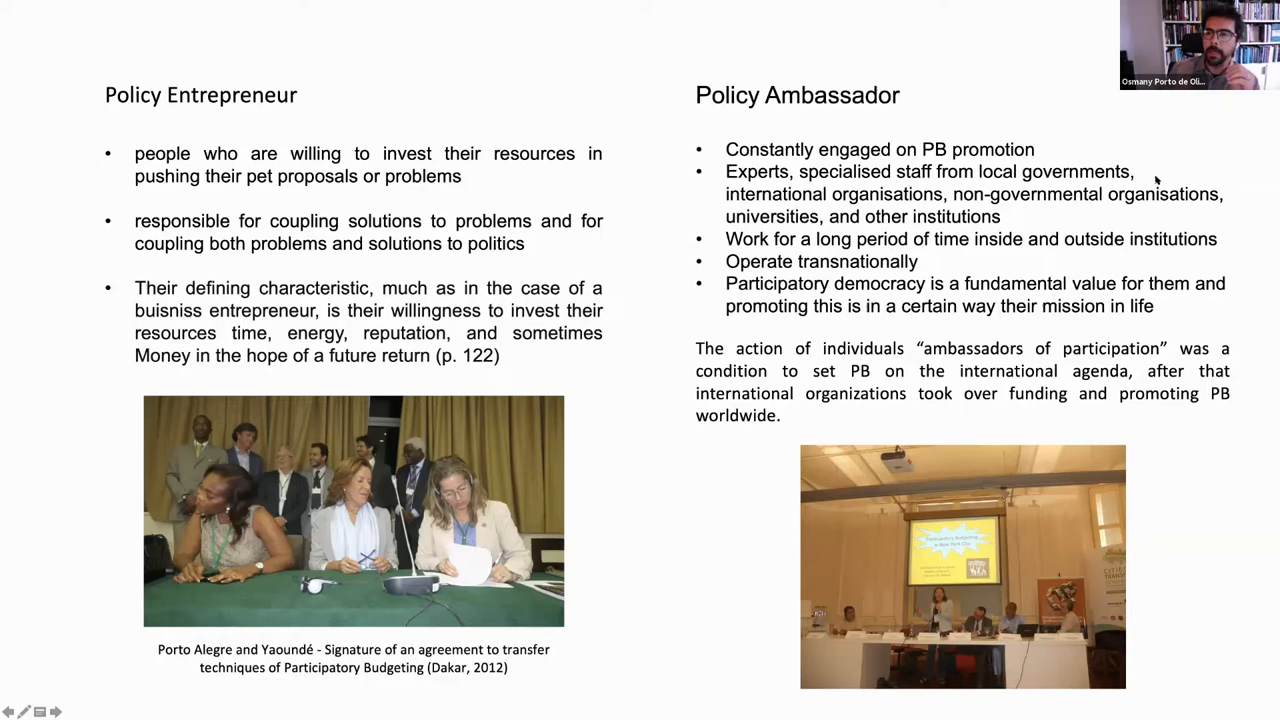 Osmany Porto de Oli...
Policy Entrepreneur
• people who are willing to invest their resources in
pushing their pet proposals or problems
• responsible for coupling solutions to problems and for
coupling both problems and solutions to politics
• Their defining characteristic, much as in the case of a
buisniss entrepreneur, is their willingness to invest their
resources time, energy, reputation, and sometimes
Money in the hope of a future return (p. 122)
Porto Alegre and Yaoundé - Signature of an agreement to transfer
techniques of Participatory Budgeting (Dakar, 2012)
Policy Ambassador
• Constantly engaged on PB promotion
• Experts, specialised staff from local governments,
international organisations, non-governmental organisations,
universities, and other institutions
• Work for a long period of time inside and outside institutions
• Operate transnationally
• Participatory democracy is a fundamental value for them and
promoting this is in a certain way their mission in life
The action of individuals “ambassadors of participation” was a
condition to set PB on the international agenda, after that
international organizations took over funding and promoting PB
worldwide.
Participatory Budgeting
in New York City